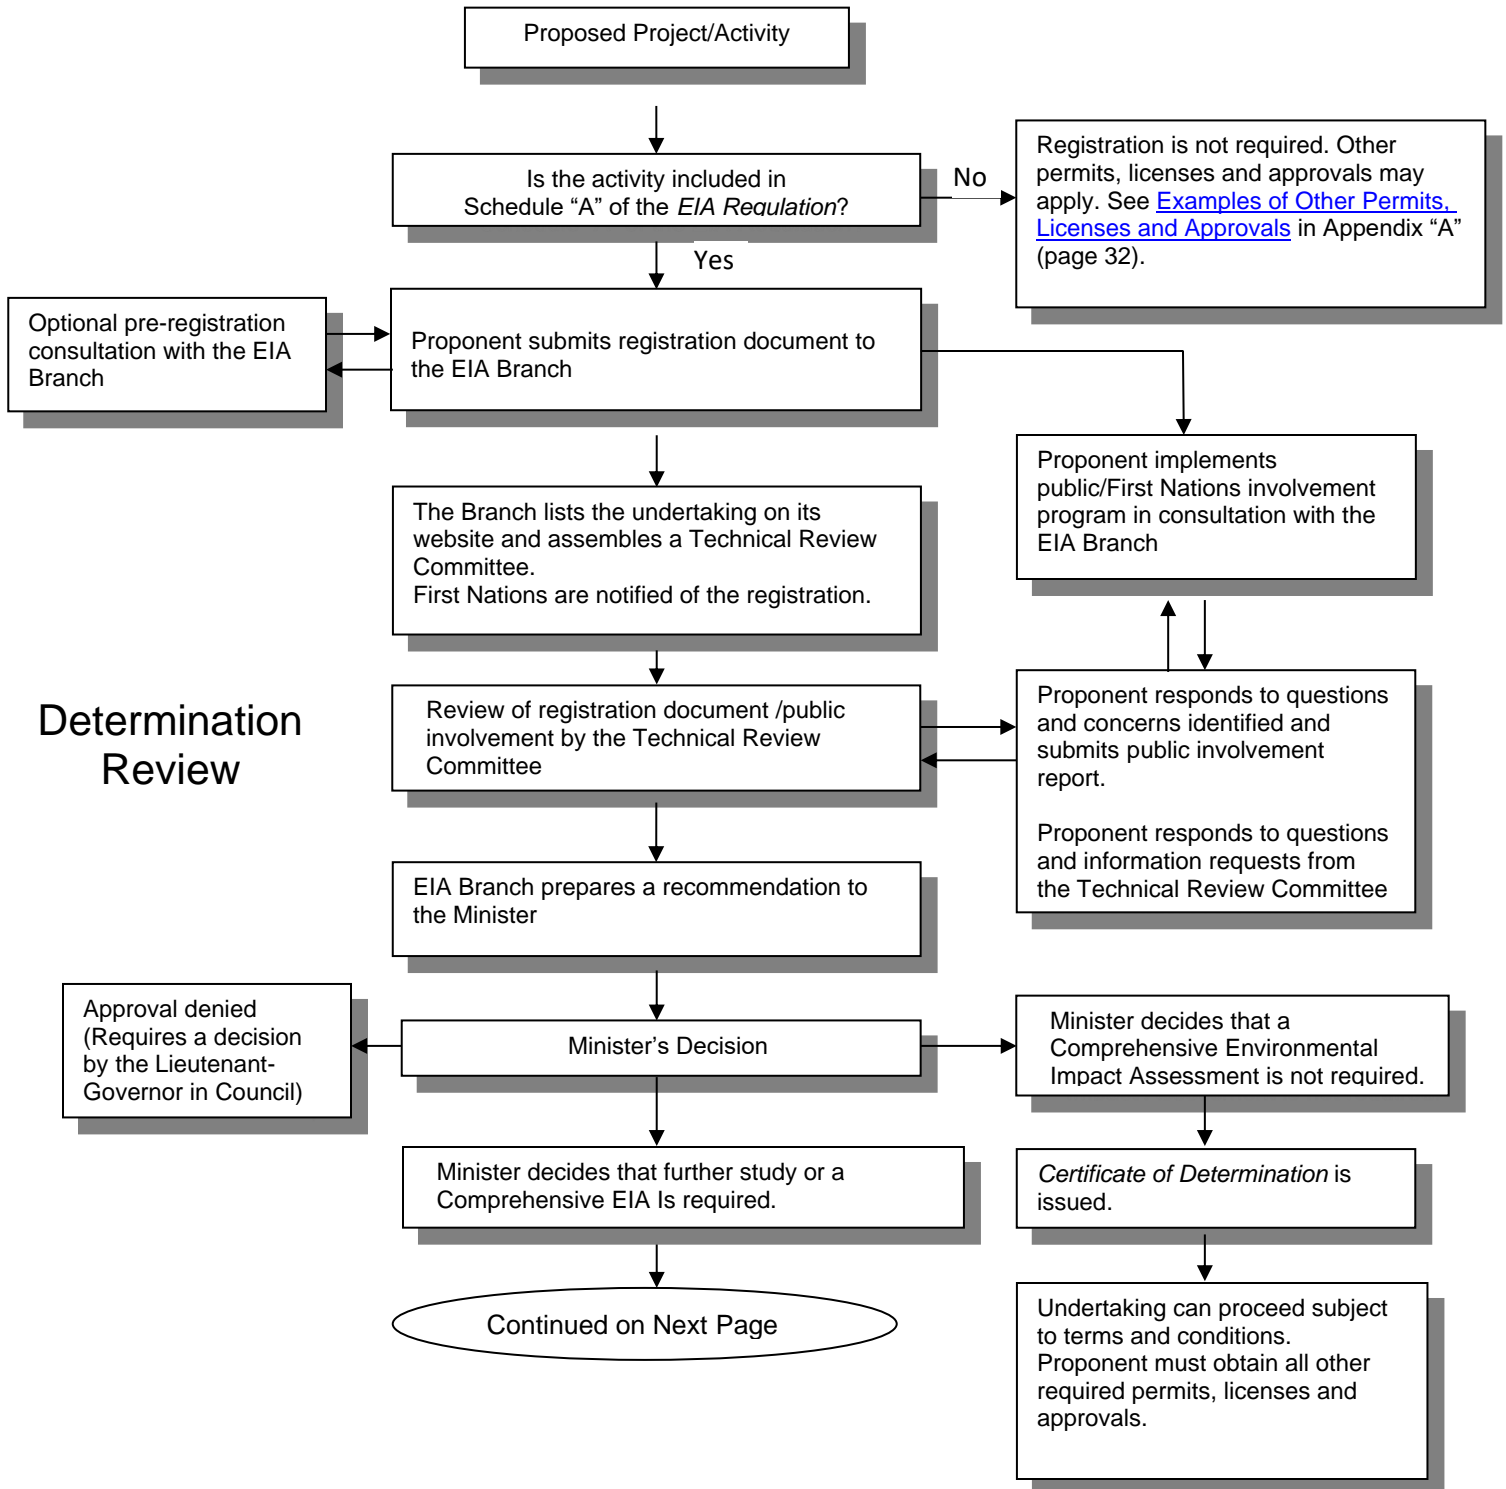 Proposed Project/Activity
Is the activity included in
Schedule “A” of the EIA Regulation?
No
Registration is not required. Other
permits, licenses and approvals may
apply. See Examples of Other Permits,
Licenses and Approvals in Appendix “A”
(page 32).
Yes
Optional pre-registration
consultation with the EIA
Branch
Proponent submits registration document to
the EIA Branch
Proponent implements
public/First Nations involvement
program in consultation with the
EIA Branch
The Branch lists the undertaking on its
website and assembles a Technical Review
Committee.
First Nations are notified of the registration.
Determination
Review
Review of registration document /public
involvement by the Technical Review
Committee
Proponent responds to questions
and concerns identified and
submits public involvement
report.
Proponent responds to questions
and information requests from
the Technical Review Committee
EIA Branch prepares a recommendation to
the Minister
Approval denied
(Requires a decision
by the Lieutenant-
Governor in Council)
Minister’s Decision
Minister decides that a
Comprehensive Environmental
Impact Assessment is not required.
Minister decides that further study or a
Comprehensive EIA Is required.
Certificate of Determination is
issued.
Continued on Next Page
Undertaking can proceed subject
to terms and conditions.
Proponent must obtain all other
required permits, licenses and
approvals.